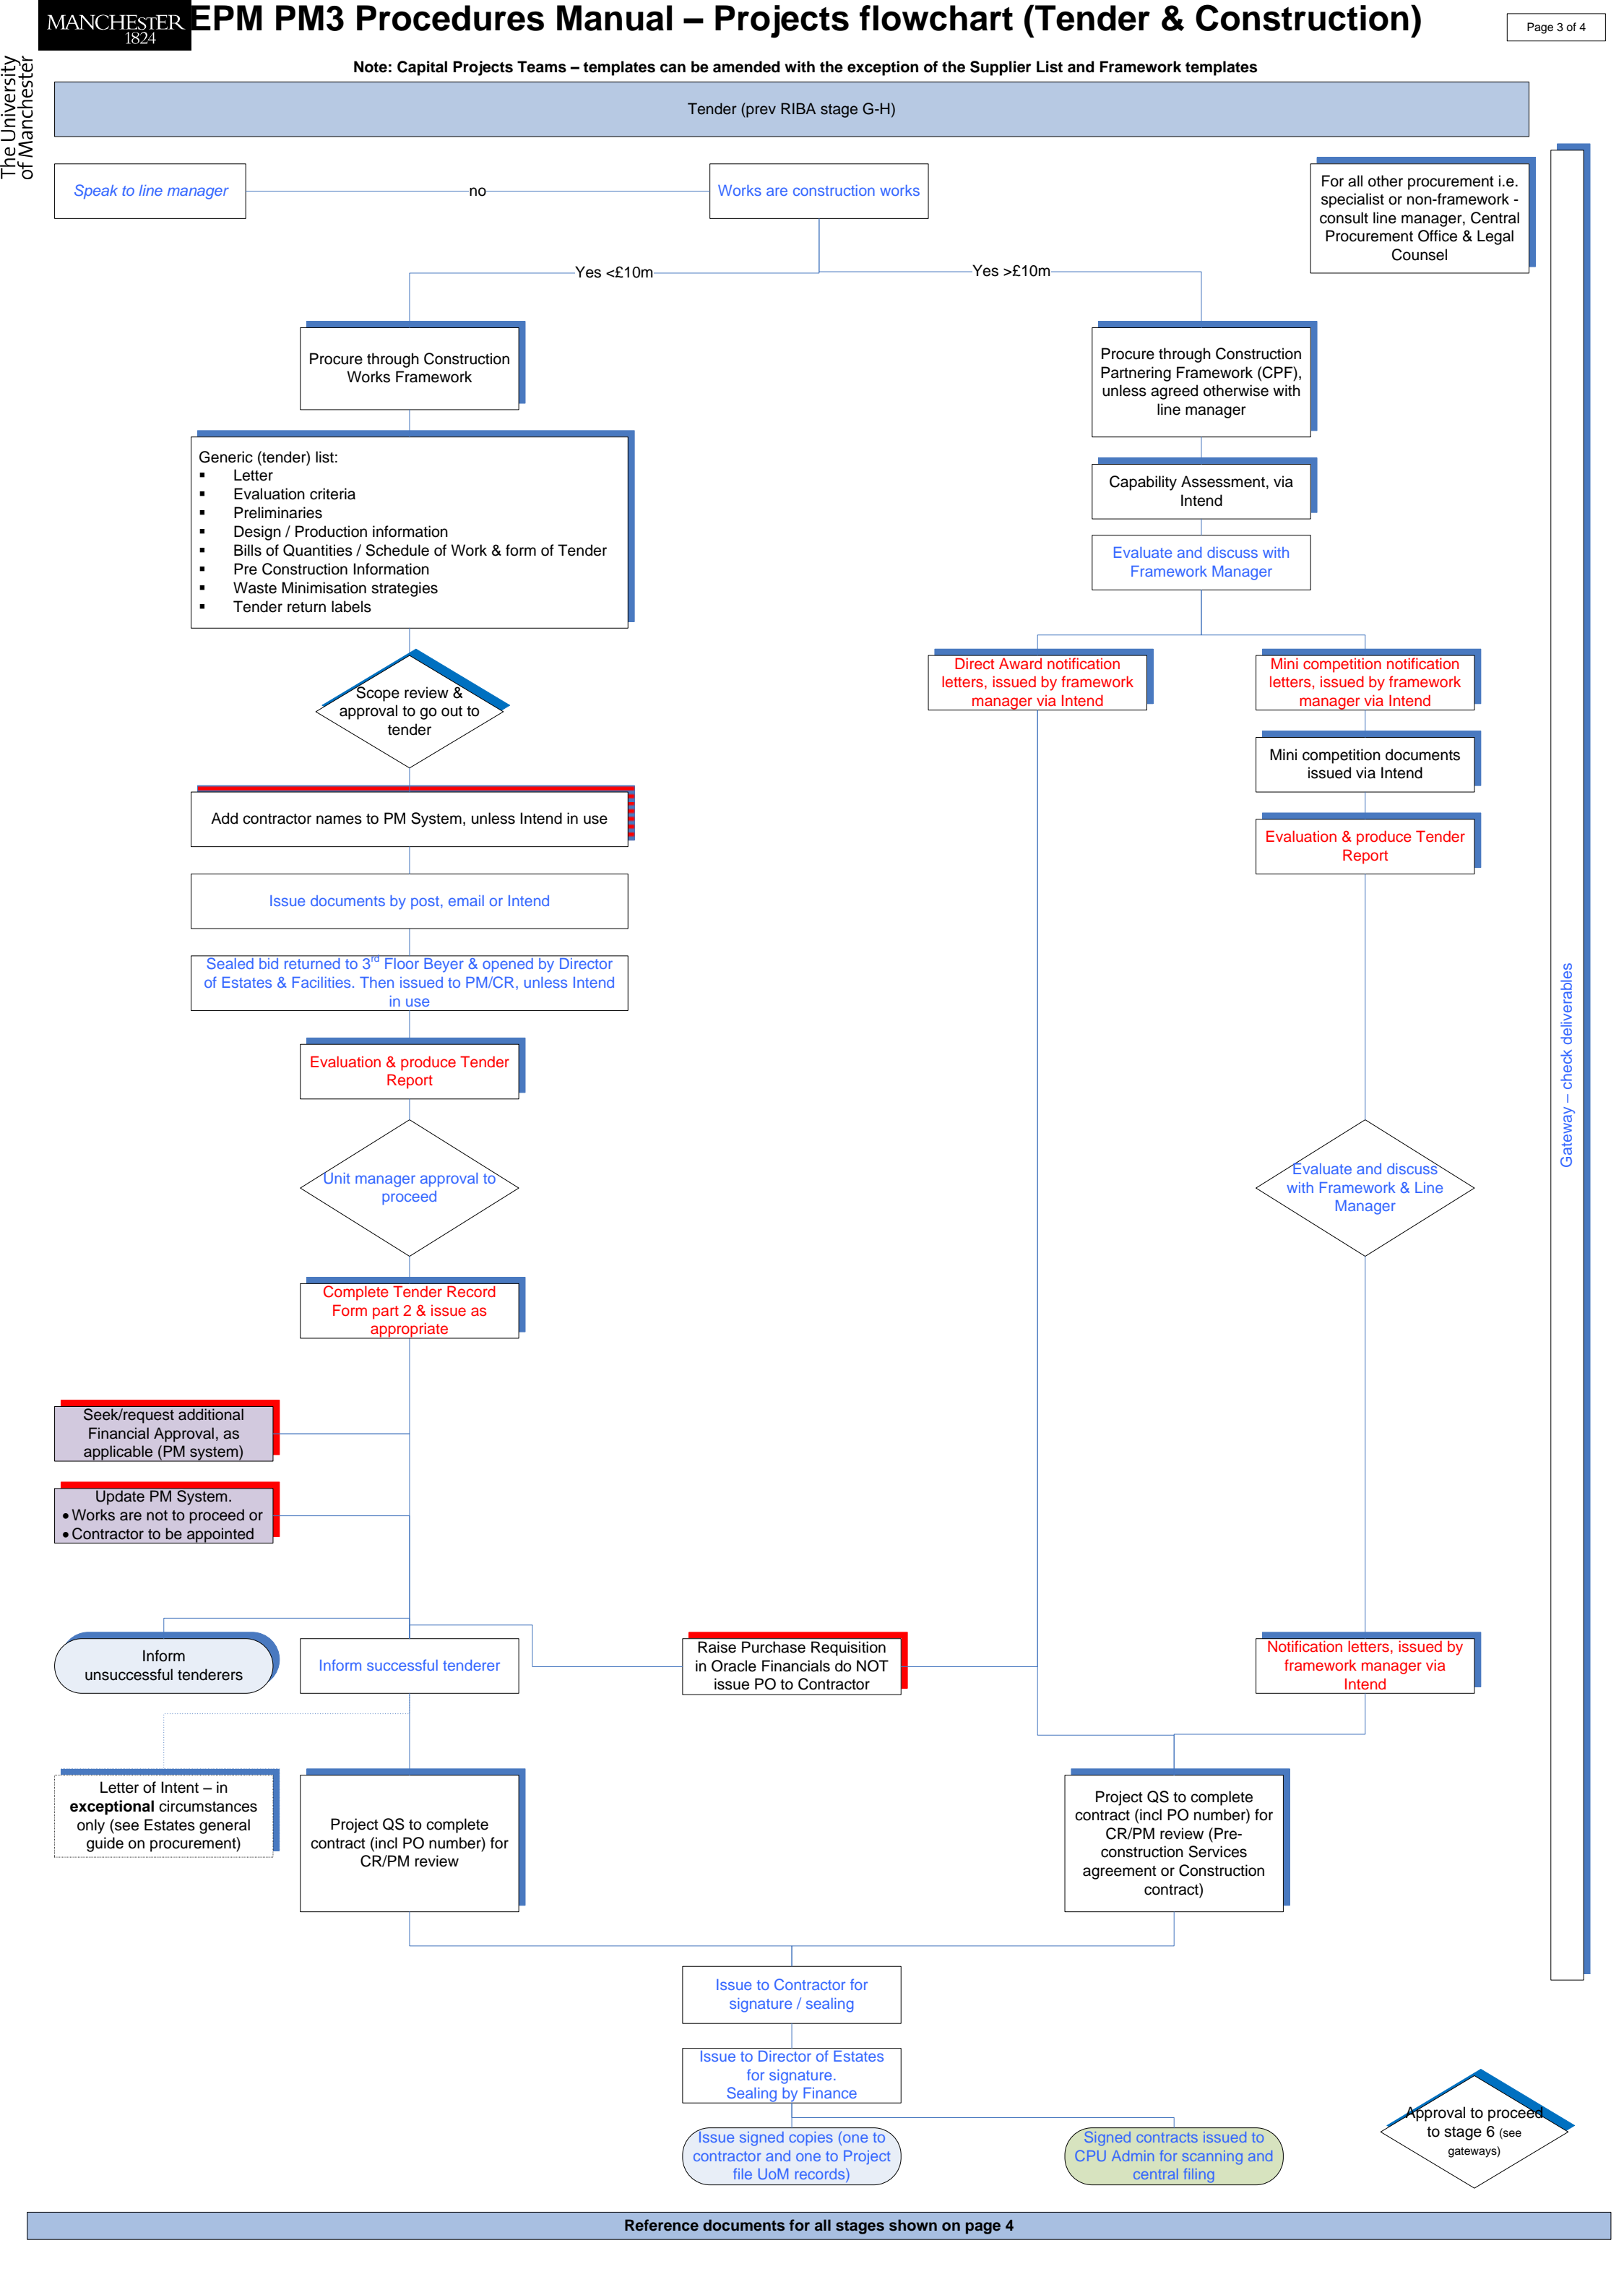 MANCHEsTER
1824
The University
of Manchester
EPM PM3 Procedures Manual – Projects flowchart (Tender & Construction)
Page 3 of 4
Note: Capital Projects Teams – templates can be amended with the exception of the Supplier List and Framework templates
Tender (prev RIBA stage G-H)
Speak to line manager
no
Works are construction works
For all other procurement i.e.
specialist or non-framework -
consult line manager, Central
Procurement Office & Legal
Counsel
Yes <£10m
Yes >£10m
Procure through Construction
Works Framework
Procure through Construction
Partnering Framework (CPF),
unless agreed otherwise with
line manager
Generic (tender) list:
▪ Letter
▪ Evaluation criteria
▪ Preliminaries
▪ Design / Production information
▪ Bills of Quantities / Schedule of Work & form of Tender
▪ Pre Construction Information
▪ Waste Minimisation strategies
▪ Tender return labels
Capability Assessment, via
Intend
Evaluate and discuss with
Framework Manager
Scope review &
approval to go out to
tender
Direct Award notification
letters, issued by framework
manager via Intend
Mini competition notification
letters, issued by framework
manager via Intend
Mini competition documents
issued via Intend
Add contractor names to PM System, unless Intend in use
Evaluation & produce Tender
Report
Issue documents by post, email or Intend
Sealed bid returned to 3rd Floor Beyer & opened by Director
of Estates & Facilities. Then issued to PM/CR, unless Intend
in use
Evaluation & produce Tender
Report
Gateway – check deliverables
Unit manager approval to
proceed
Evaluate and discuss
with Framework & Line
Manager
Complete Tender Record
Form part 2 & issue as
appropriate
Seek/request additional
Financial Approval, as
applicable (PM system)
Update PM System.
• Works are not to proceed or
• Contractor to be appointed
Inform
unsuccessful tenderers
Inform successful tenderer
Raise Purchase Requisition
in Oracle Financials do NOT
issue PO to Contractor
Notification letters, issued by
framework manager via
Intend
Letter of Intent – in
exceptional circumstances
only (see Estates general
guide on procurement)
Project QS to complete
contract (incl PO number) for
CR/PM review
Project QS to complete
contract (incl PO number) for
CR/PM review (Pre-
construction Services
agreement or Construction
contract)
Issue to Contractor for
signature / sealing
Issue to Director of Estates
for signature.
Sealing by Finance
Issue signed copies (one to
contractor and one to Project
file UoM records)
Signed contracts issued to
CPU Admin for scanning and
central filing
Approval to proceed
to stage 6 (see
gateways)
Reference documents for all stages shown on page 4